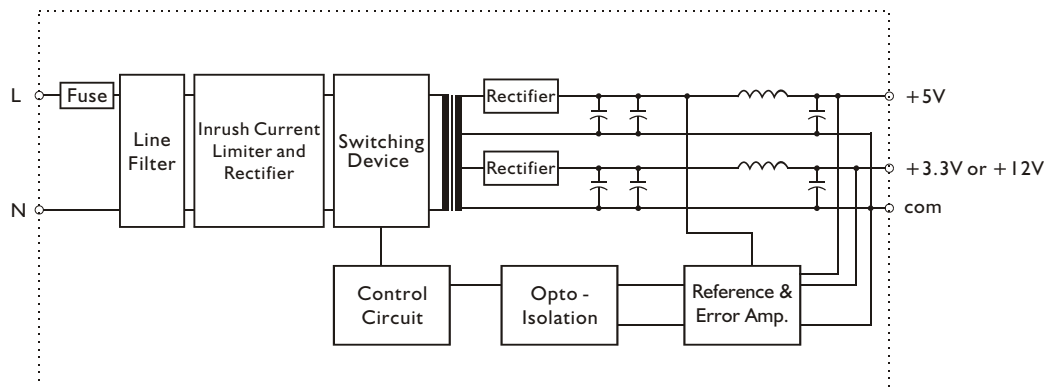 L
Fuse
Line
Filter
Inrush Current
Limiter and
Rectifier
Switching
Device
Rectifier
+5V
Rectifier
+3.3V or +12V
N
com
Control
Circuit
Opto -
Isolation
Reference &
Error Amp.